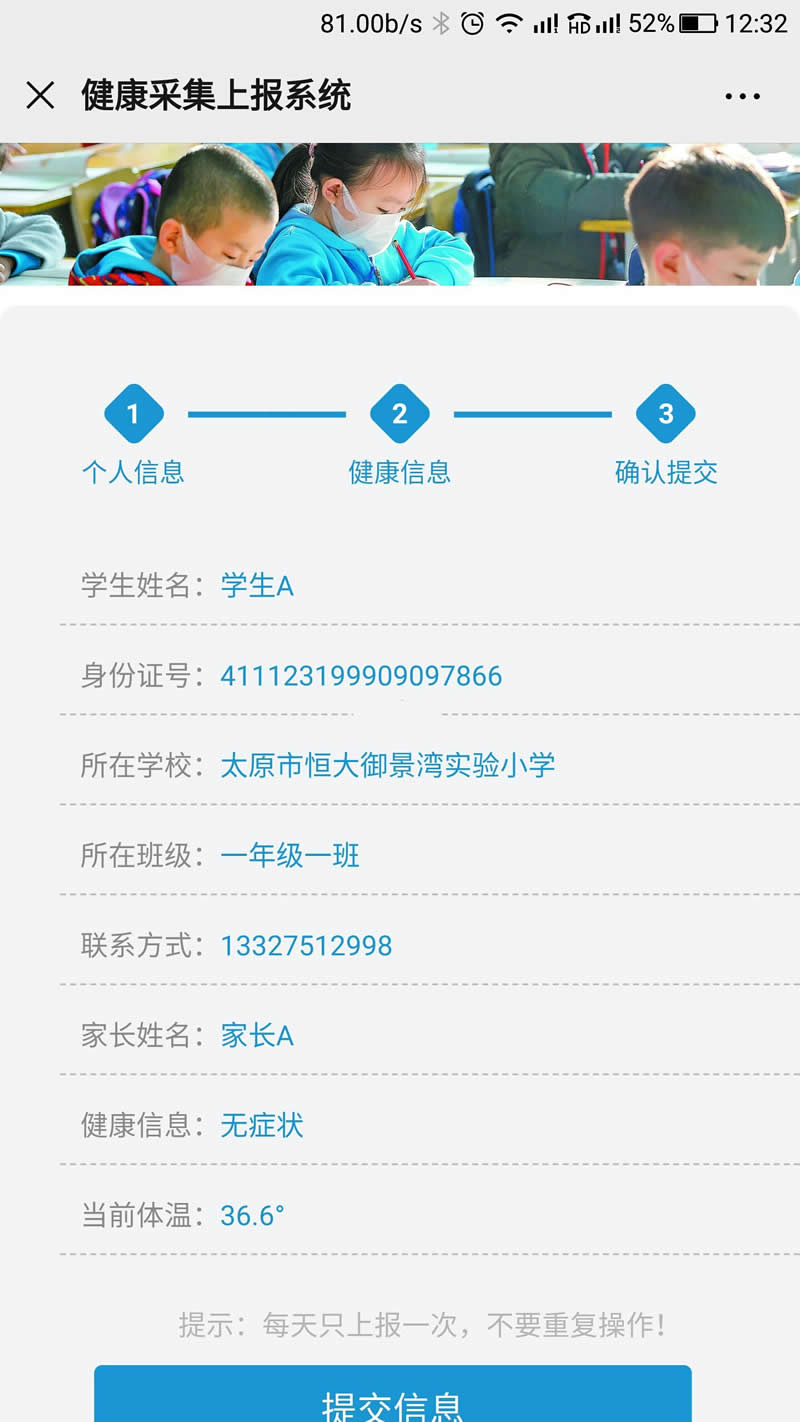 81.00b/s HD 52% 12:32
健康采集上报系统
1 2 3
个人信息 健康信息 确认提交
学生姓名：学生A
身份证号：411123199909097866
所在学校：太原市恒大御景湾实验小学
所在班级：一年级一班
联系方式：13327512998
家长姓名：家长A
健康信息：无症状
当前体温：36.6°
提示：每天只上报一次，不要重复操作！
提交信息